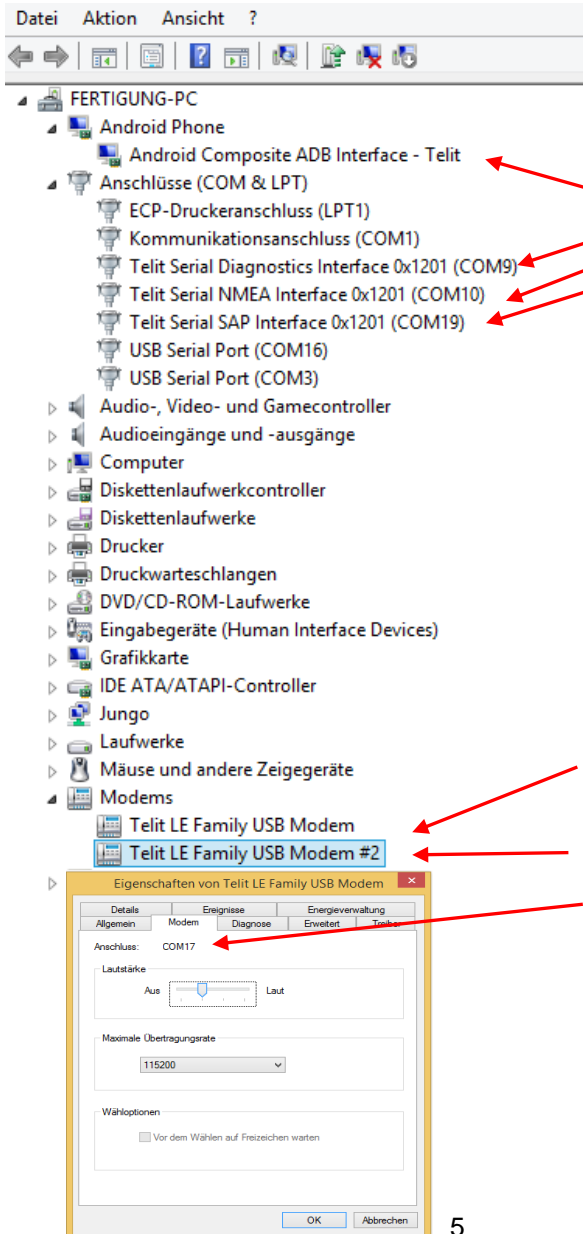 Datei Aktion Ansicht ?
FERTIGUNG-PC
Android Phone
Android Composite ADB Interface - Telit
Anschlüsse (COM & LPT)
ECP-Druckeranschluss (LPT1)
Kommunikationsanschluss (COM1)
Telit Serial Diagnostics Interface 0x1201 (COM9)
Telit Serial NMEA Interface 0x1201 (COM10)
Telit Serial SAP Interface 0x1201 (COM19)
USB Serial Port (COM16)
USB Serial Port (COM3)
Audio-, Video- und Gamecontroller
Audioeingänge und -ausgänge
Computer
Diskettenlaufwerkcontroller
Diskettenlaufwerke
Drucker
Druckwarteschlangen
DVD/CD-ROM-Laufwerke
Eingabegeräte (Human Interface Devices)
Grafikkarte
IDE ATA/ATAPI-Controller
Jungo
Laufwerke
Mäuse und andere Zeigegeräte
Modems
Telit LE Family USB Modem
Telit LE Family USB Modem #2
Eigenschaften von Telit LE Family USB Modem
Details Ereignisse Energieverwaltung
Allgemein Modem Diagnose Erweitert Treiber
Anschluss: COM17
Lautstärke
Aus Laut
Maximale Übertragungsrate
115200
Wähloptionen
Vor dem Wählen auf Freizeichen warten
OK Abbrechen
5